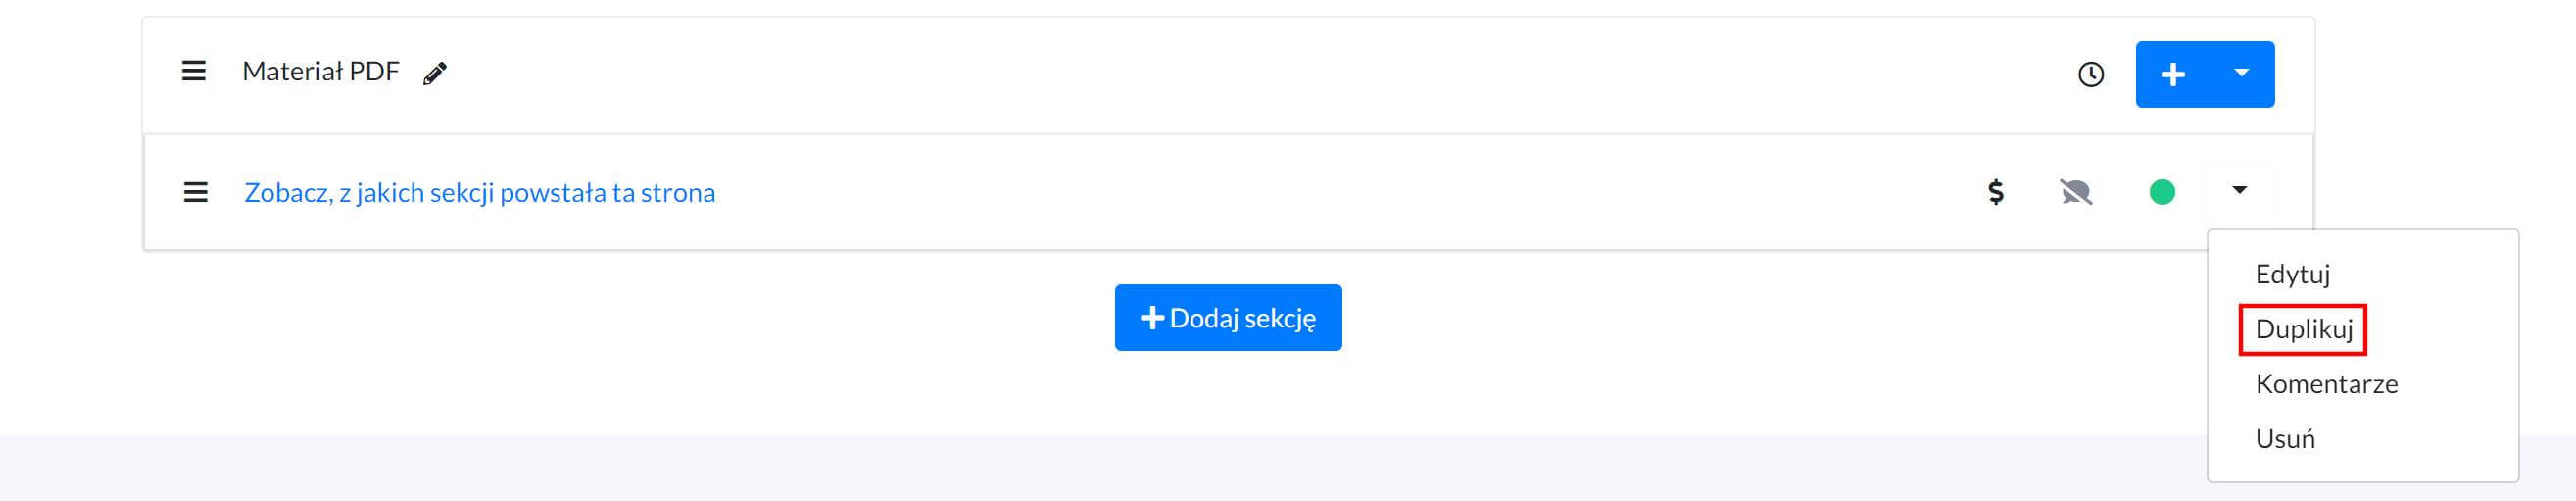 Materiał PDF
Zobacz, z jakich sekcji powstała ta strona
$
Dodaj sekcję
Edytuj
Duplikuj
Komentarze
Usuń